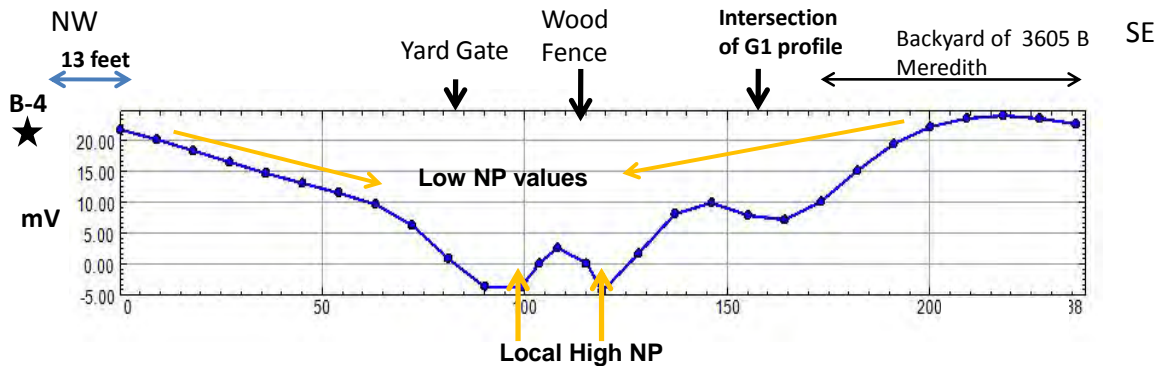 NW
13 feet
Yard Gate
Wood
Fence
Intersection
of G1 profile
Backyard of 3605 B
Meredith
SE
B-4
20.00
15.00
10.00
5.00
0.00
-5.00
mV
Low NP values
0
50
100
150
200
38
Local High NP